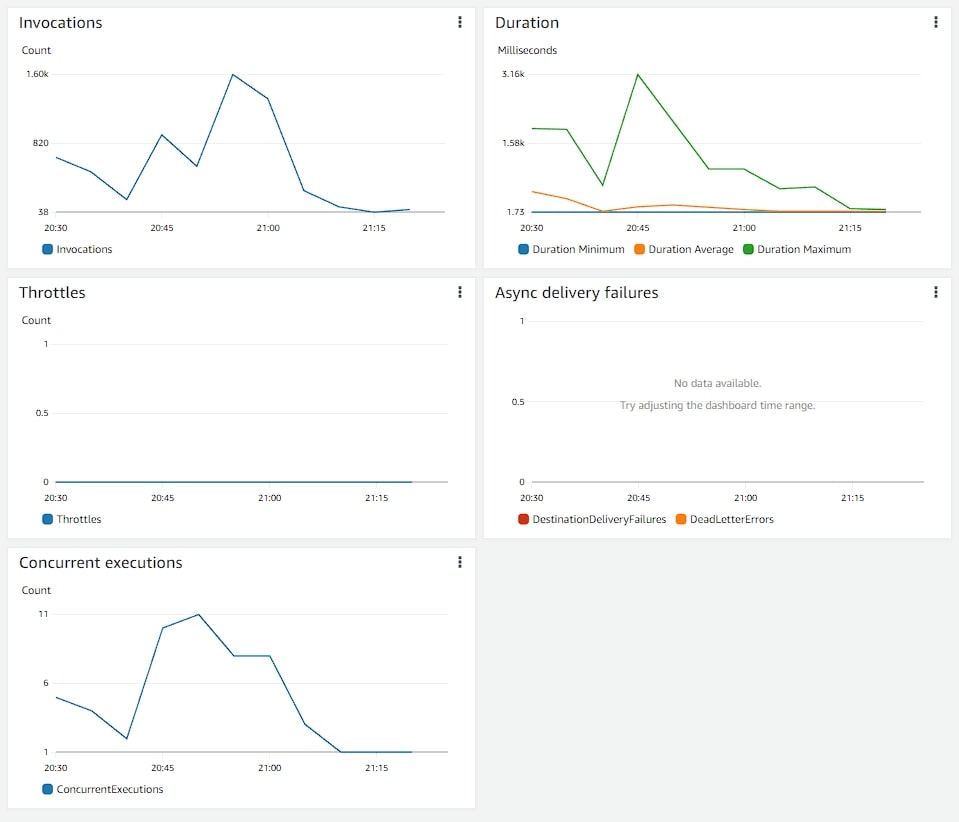 Invocations
Count
1.60k
820
38
20:30 20:45 21:00 21:15
Invocations
Duration
Milliseconds
3.16k
1.58k
1.73
20:30 20:45 21:00 21:15
Duration Minimum Duration Average Duration Maximum
Throttles
Count
1
0.5
0
20:30 20:45 21:00 21:15
Throttles
Async delivery failures
1
No data available.
0.5
Try adjusting the dashboard time range.
0
20:30 20:45 21:00 21:15
DestinationDeliveryFailures DeadLetterErrors
Concurrent executions
Count
11
6
1
20:30 20:45 21:00 21:15
ConcurrentExecutions